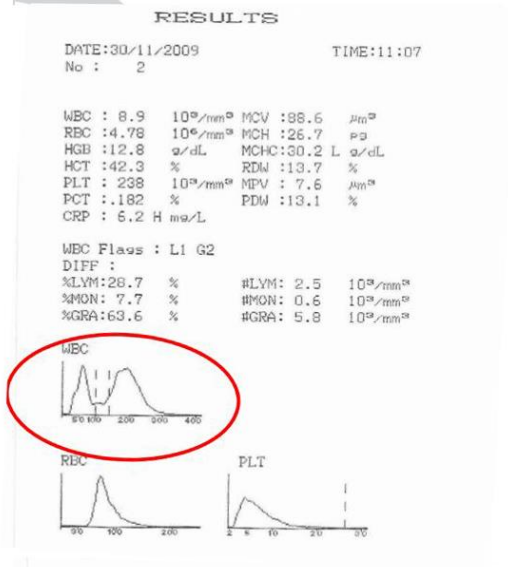 RESULTS
DATE:30/11/2009 TIME:11:07
No : 2
WBC : 8.9 10³/mm³ MCV :88.6 µm³
RBC :4.78 10⁶/mm³ MCH :26.7 pg
HGB :12.8 g/dL MCHC:30.2 L g/dL
HCT :42.3 % RDW :13.7 %
PLT : 238 10³/mm³ MPV : 7.6 µm³
PCT :.182 % PDW :13.1 %
CRP : 6.2 H mg/L
WBC Flags : L1 G2
DIFF :
%LYM:28.7 % #LYM: 2.5 10³/mm³
%MON: 7.7 % #MON: 0.6 10³/mm³
%GRA:63.6 % #GRA: 5.8 10³/mm³
WBC
50 100 200 300 400
RBC PLT
50 100 200 2 5 10 20 30